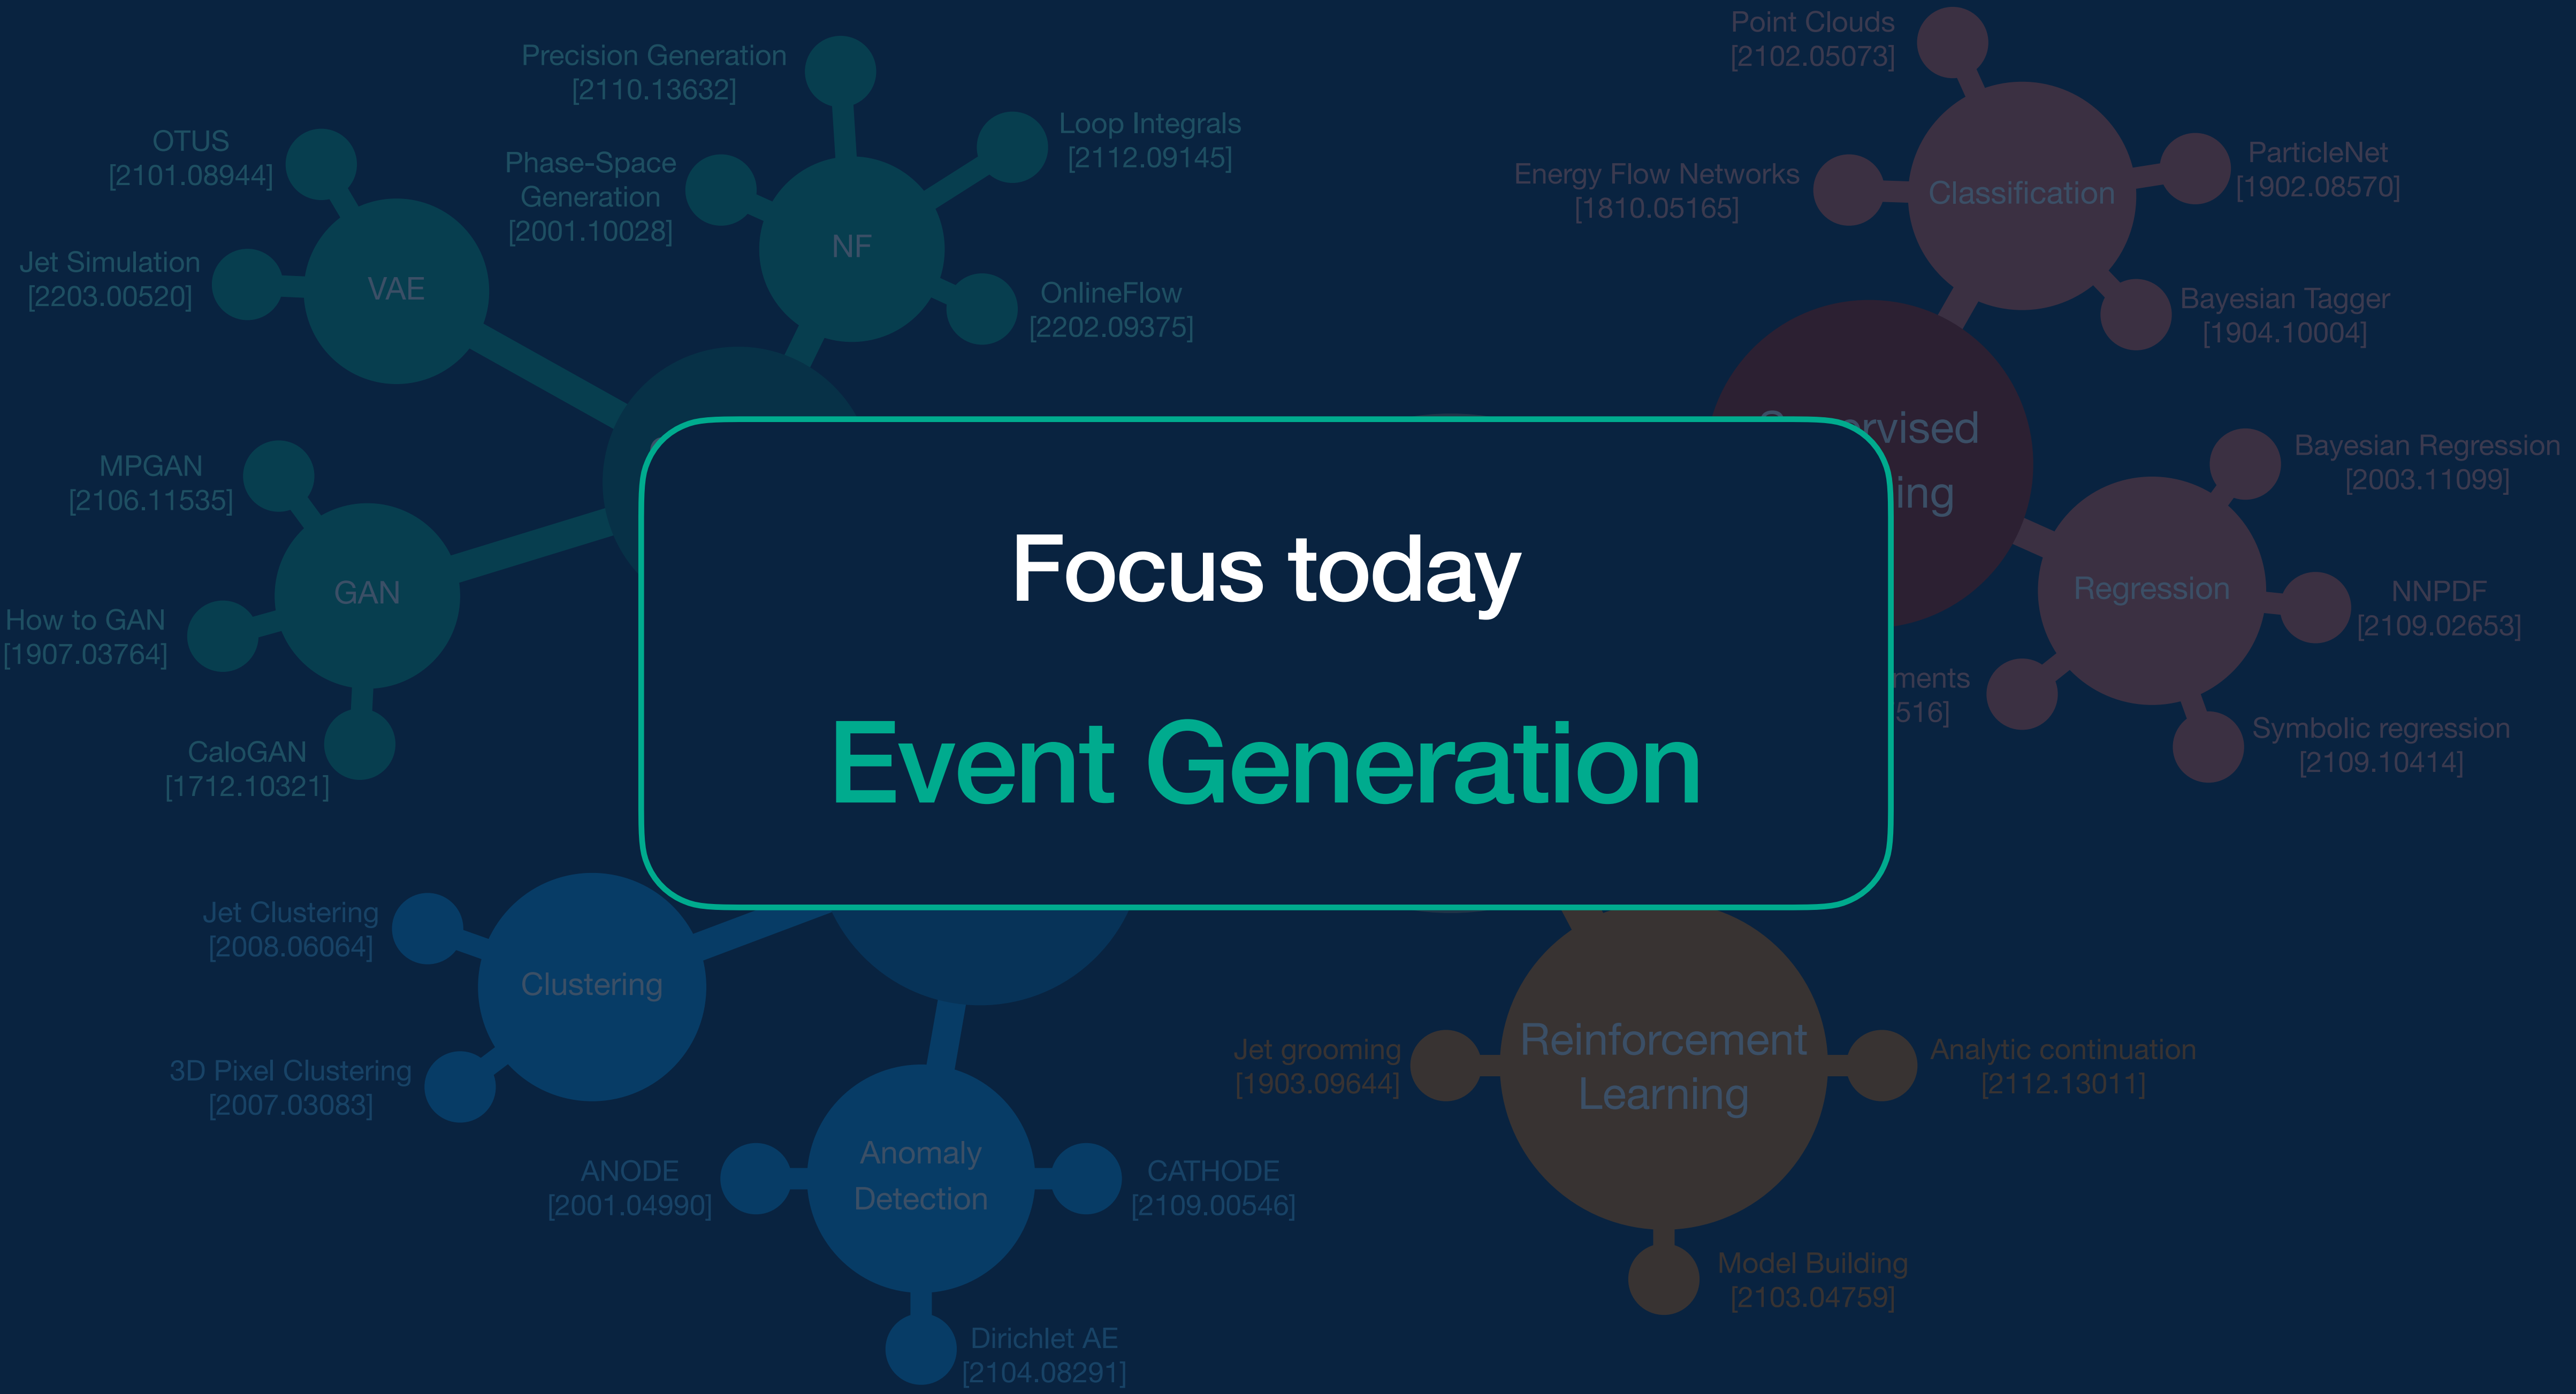 Point Clouds
[2102.05073]
Precision Generation
[2110.13632]
Loop Integrals
[2112.09145]
OTUS
[2101.08944]
Phase-Space
Generation
[2001.10028]
NF
Energy Flow Networks
[1810.05165]
Classification
ParticleNet
[1902.08570]
Jet Simulation
[2203.00520]
VAE
OnlineFlow
[2202.09375]
Bayesian Tagger
[1904.10004]
MPGAN
[2106.11535]
Bayesian Regression
[2003.11099]
Focus today
Event Generation
GAN
How to GAN
[1907.03764]
Regression
NNPDF
[2109.02653]
CaloGAN
[1712.10321]
Symbolic regression
[2109.10414]
Jet Clustering
[2008.06064]
Clustering
3D Pixel Clustering
[2007.03083]
Jet grooming
[1903.09644]
Reinforcement
Learning
Analytic continuation
[2112.13011]
ANODE
[2001.04990]
Anomaly
Detection
CATHODE
[2109.00546]
Model Building
[2103.04759]
Dirichlet AE
[2104.08291]